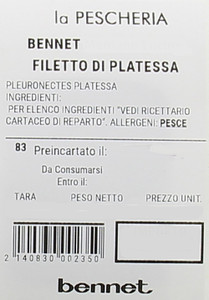 la PESCHERIA
BENNET
FILETTO DI PLATESSA
PLEURONECTES PLATESSA
INGREDIENTI:
PER ELENCO INGREDIENTI "VEDI RICETTARIO
CARTACEO DI REPARTO". ALLERGENI: PESCE
83 Preincartato il:
Da Consumarsi
Entro il:
TARA PESO NETTO PREZZO UNIT.
2 140830 002350
bennet